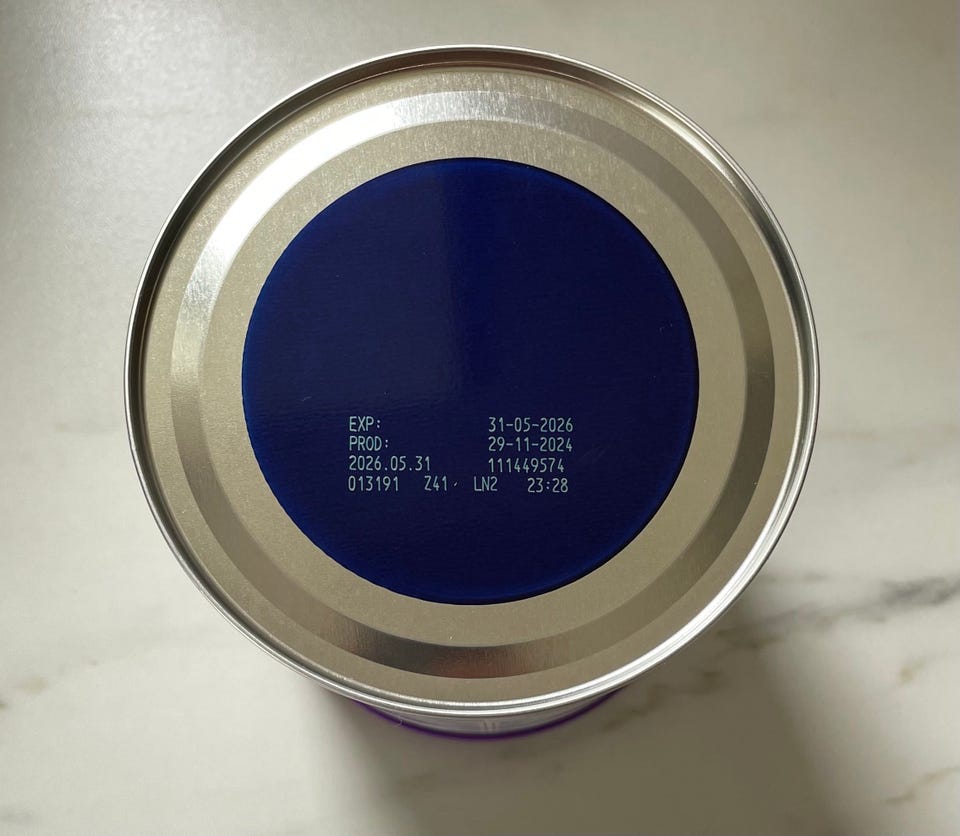 EXP: 31-05-2026
PROD: 29-11-2024
2026.05.31 111449574
013191 Z41 LN2 23:28